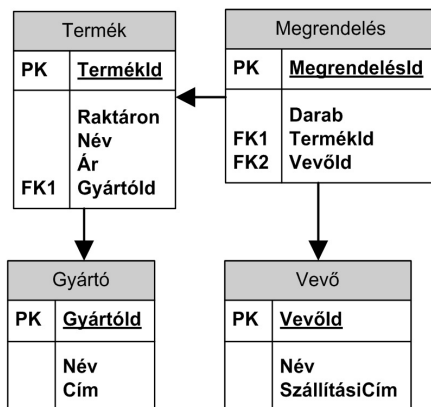 Termék
PK TermékId
Raktáron
Név
Ár
FK1 GyártóId
Megrendelés
PK MegrendelésId
Darab
FK1 TermékId
FK2 VevőId
Gyártó
PK GyártóId
Név
Cím
Vevő
PK VevőId
Név
SzállításiCím